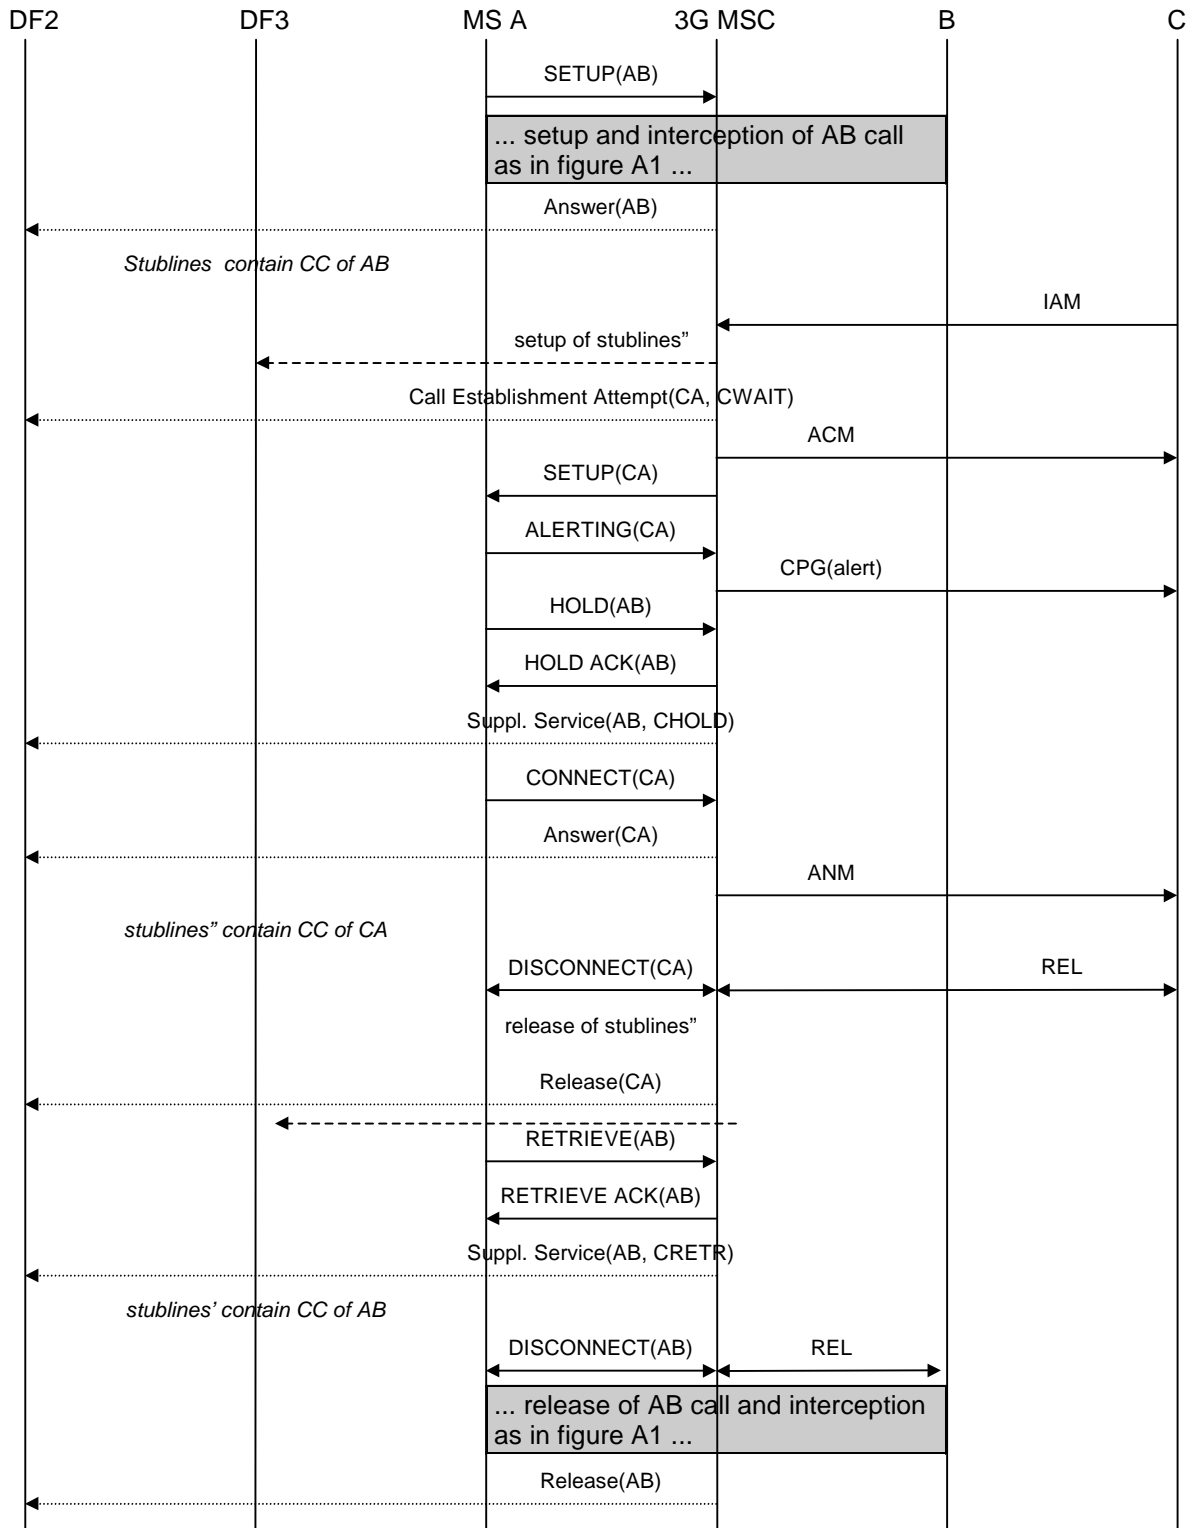 DF2 DF3 MS A 3G MSC B C
SETUP(AB)
... setup and interception of AB call
as in figure A1 ...
Answer(AB)
Stublines  contain CC of AB
IAM
setup of stublines”
Call Establishment Attempt(CA, CWAIT)
ACM
SETUP(CA)
ALERTING(CA)
CPG(alert)
HOLD(AB)
HOLD ACK(AB)
Suppl. Service(AB, CHOLD)
CONNECT(CA)
Answer(CA)
ANM
stublines” contain CC of CA
DISCONNECT(CA) REL
release of stublines”
Release(CA)
RETRIEVE(AB)
RETRIEVE ACK(AB)
Suppl. Service(AB, CRETR)
stublines’ contain CC of AB
DISCONNECT(AB) REL
... release of AB call and interception
as in figure A1 ...
Release(AB)